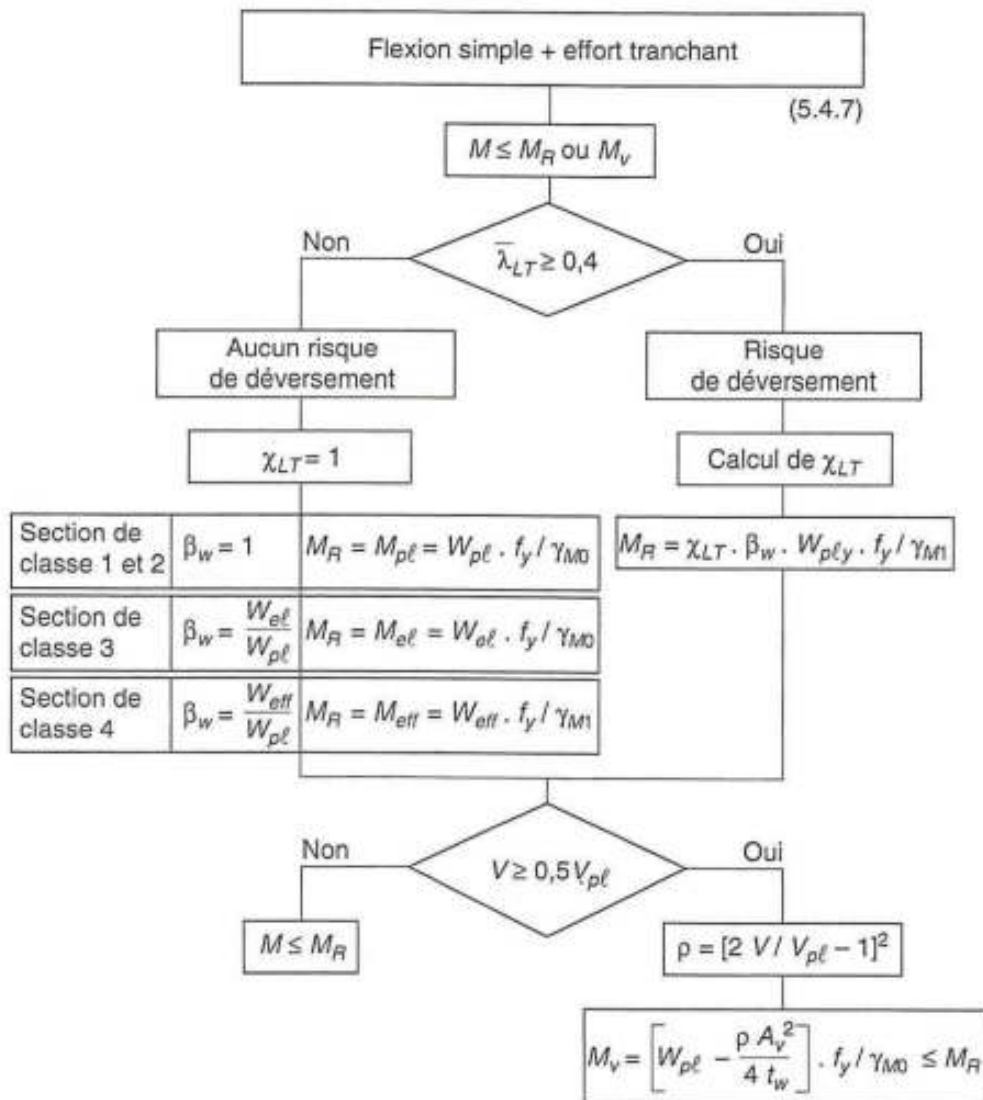 Flexion simple + effort tranchant
(5.4.7)
M ≤ M_R ou M_v
Non
λ̅_LT ≥ 0,4
Oui
Aucun risque
de déversement
Risque
de déversement
χ_LT = 1
Calcul de χ_LT
Section de
classe 1 et 2
β_w = 1
M_R = M_pℓ = W_pℓ . f_y / γ_M0
M_R = χ_LT . β_w . W_pℓy . f_y / γ_M1
Section de
classe 3
β_w = W_eℓ / W_pℓ
M_R = M_eℓ = W_eℓ . f_y / γ_M0
Section de
classe 4
β_w = W_eff / W_pℓ
M_R = M_eff = W_eff . f_y / γ_M1
Non
V ≥ 0,5 V_pℓ
Oui
M ≤ M_R
ρ = [2 V / V_pℓ − 1]²
M_v = [W_pℓ − ρ A_v² / 4 t_w] . f_y / γ_M0 ≤ M_R